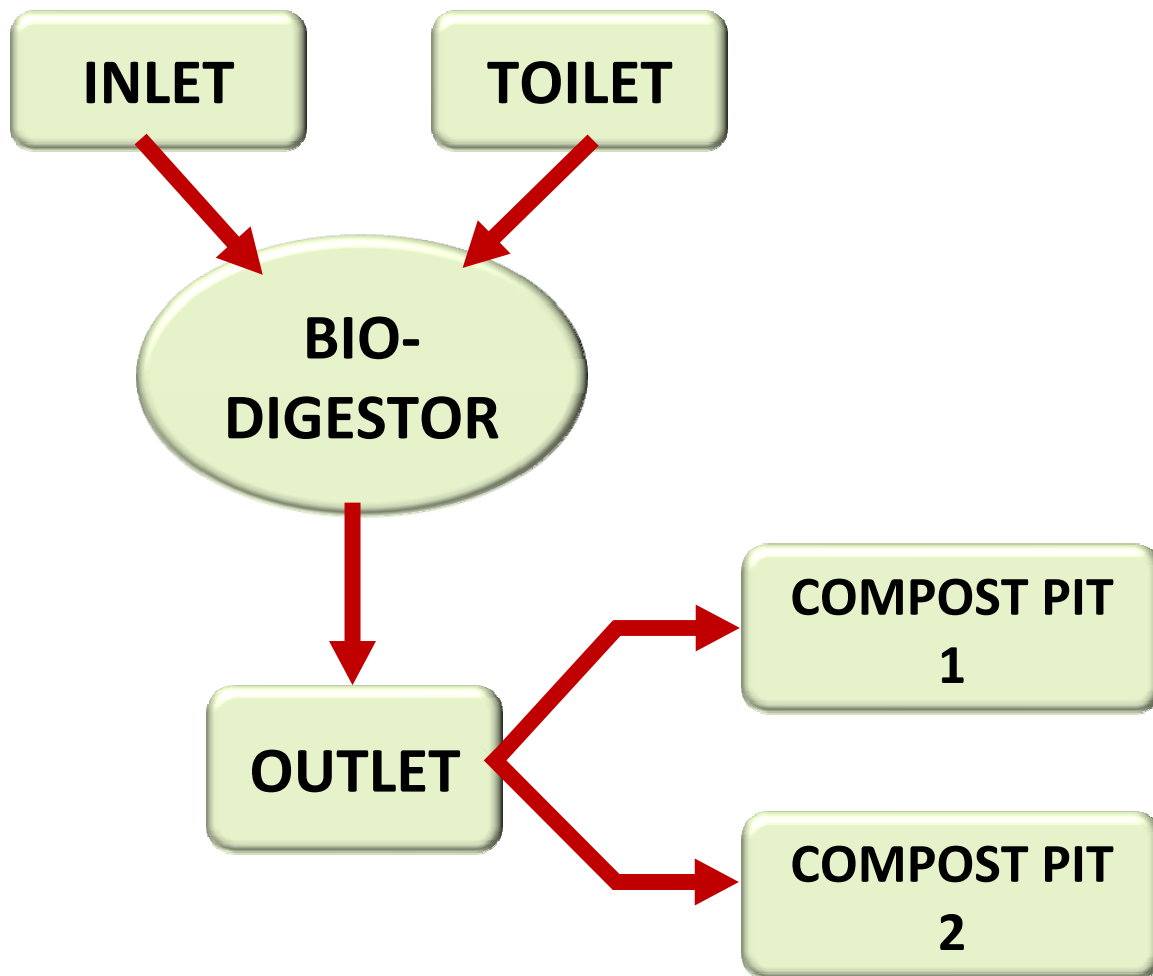 INLET
TOILET
BIO-
DIGESTOR
OUTLET
COMPOST PIT
1
COMPOST PIT
2